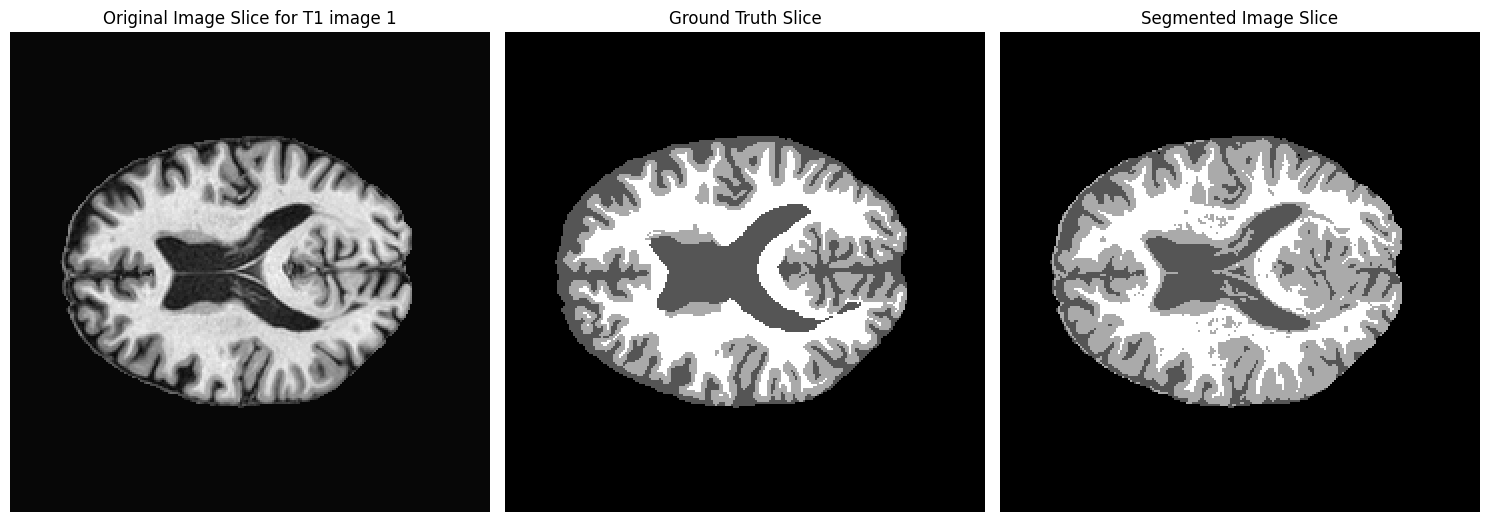 Original Image Slice for T1 image 1
Ground Truth Slice
Segmented Image Slice